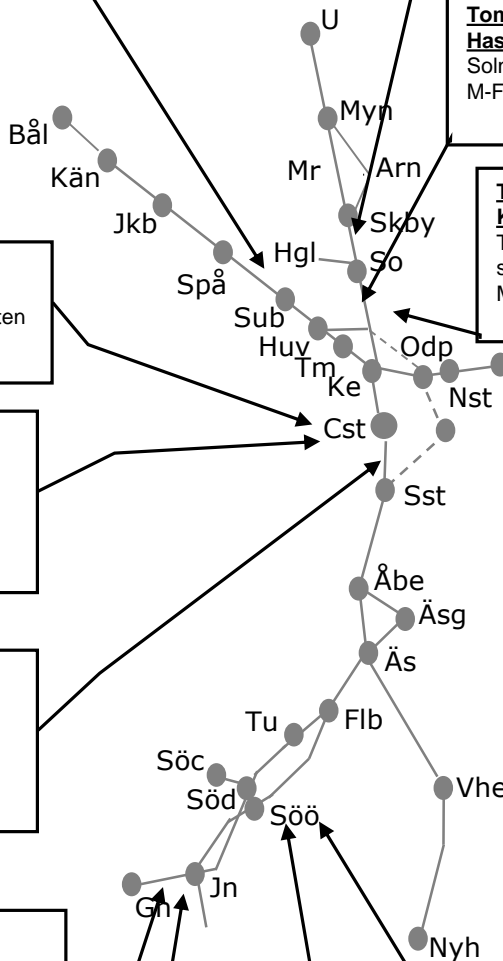 U
Tom
Has
Soln
M-F
Myn
Bål
Mr
Arn
Kän
T
K
T
s
M
Jkb
Skby
Hgl
So
Spå
ten
Sub
Huv
Odp
Tm
Ke
Nst
Cst
Sst
Åbe
Äsg
Äs
Tu
Flb
Söc
Vhe
Söd
Söö
Jn
Gn
Nyh